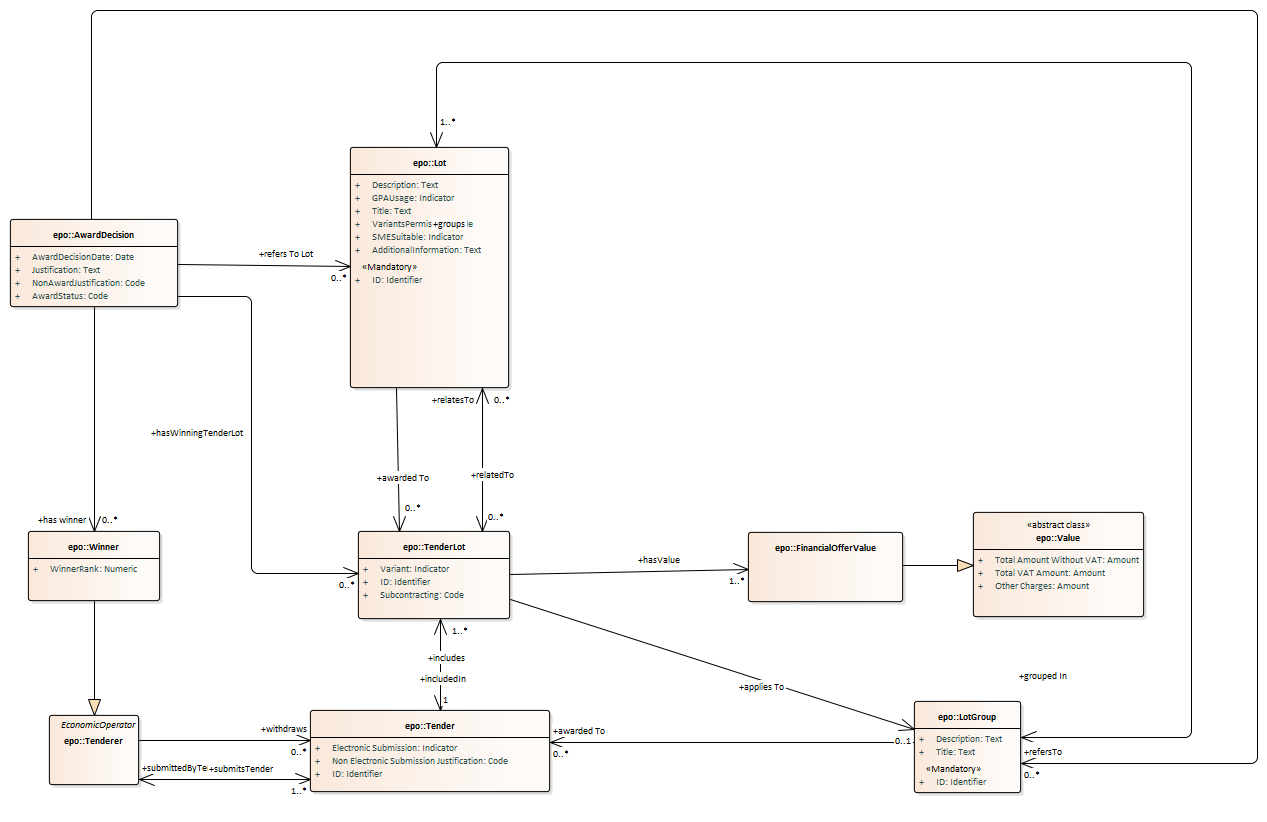 1..*
epo::Lot
+ Description: Text
+ GPAUsage: Indicator
+ Title: Text
+ VariantsPermis
+groups
+ SMESuitable: Indicator
+ AdditionalInformation: Text
«Mandatory»
+ ID: Identifier
epo::AwardDecision
+ AwardDecisionDate: Date
+ Justification: Text
+ NonAwardJustification: Code
+ AwardStatus: Code
+refers To Lot
0..*
+relatesTo
0..*
+hasWinningTenderLot
+awarded To
+relatedTo
0..*
0..*
+has winner
0..*
epo::Winner
+ WinnerRank: Numeric
epo::TenderLot
+ Variant: Indicator
+ ID: Identifier
+ Subcontracting: Code
0..*
+hasValue
1..*
epo::FinancialOfferValue
«abstract class»
epo::Value
+ Total Amount Without VAT: Amount
+ Total VAT Amount: Amount
+ Other Charges: Amount
1..*
+includes
+includedIn
1
+applies To
+grouped In
EconomicOperator
epo::Tenderer
+withdraws
0..*
+submittedByTe
+submitsTender
1..*
epo::Tender
+ Electronic Submission: Indicator
+ Non Electronic Submission Justification: Code
+ ID: Identifier
+awarded To
0..*
0..1
epo::LotGroup
+ Description: Text
+ Title: Text
«Mandatory»
+ ID: Identifier
+refersTo
0..*